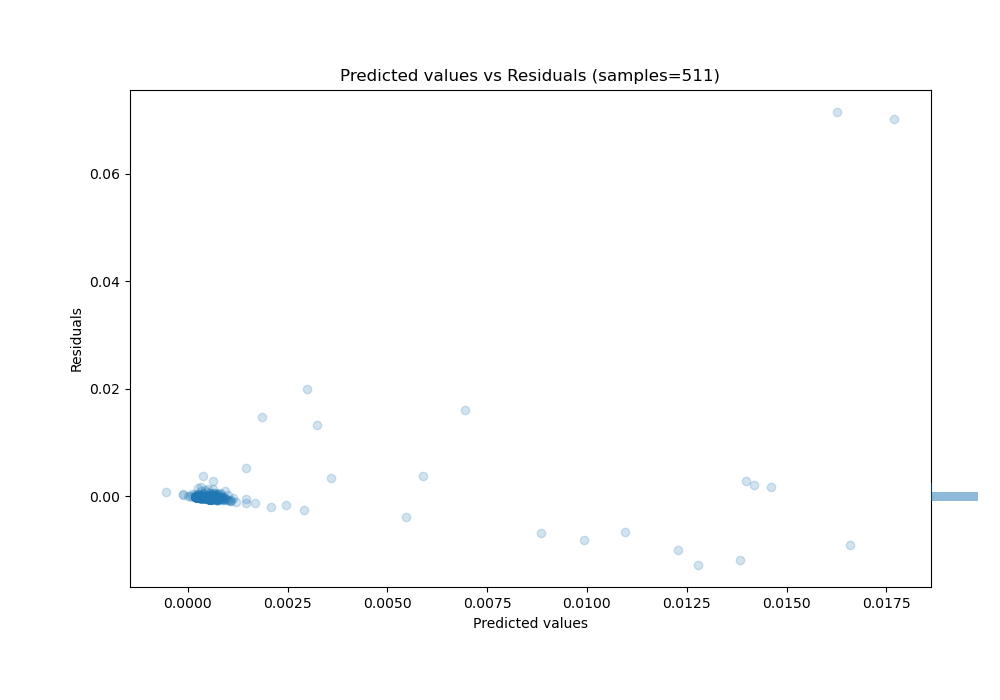 Predicted values vs Residuals (samples=511)
0.06
0.04
0.02
0.00
Residuals
0.0000 0.0025 0.0050 0.0075 0.0100 0.0125 0.0150 0.0175
Predicted values